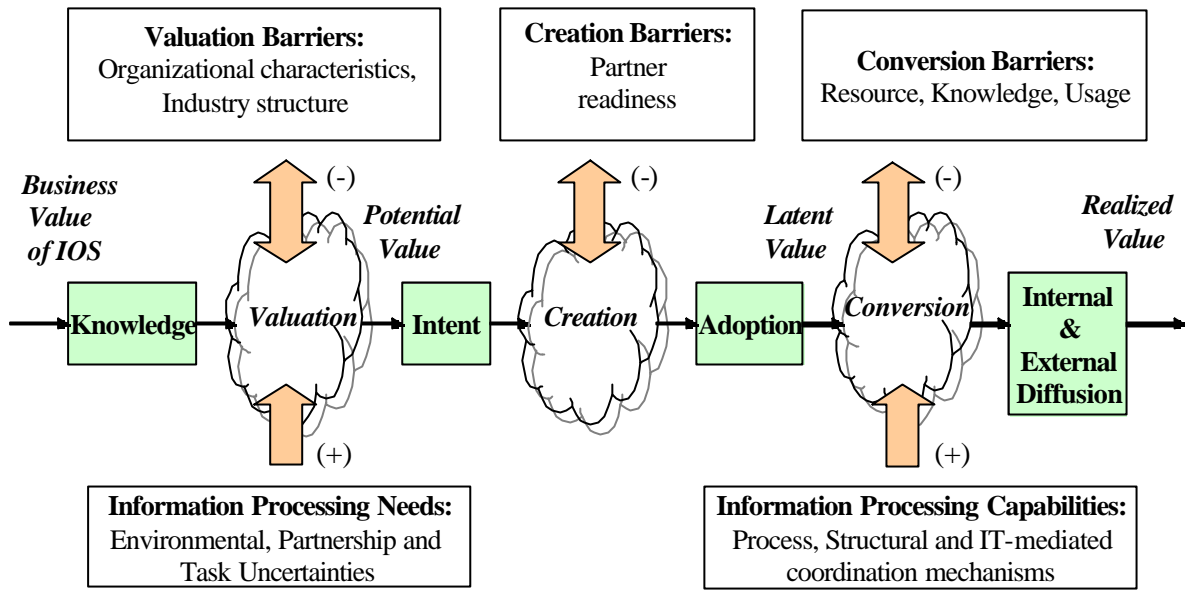 Valuation Barriers:
Organizational characteristics,
Industry structure
Creation Barriers:
Partner
readiness
Conversion Barriers:
Resource, Knowledge, Usage
(-)
(-)
(-)
Business
Value
of IOS
Potential
Value
Latent
Value
Realized
Value
Knowledge
Valuation
Intent
Creation
Adoption
Conversion
Internal
&
External
Diffusion
(+)
(+)
Information Processing Needs:
Environmental, Partnership and
Task Uncertainties
Information Processing Capabilities:
Process, Structural and IT-mediated
coordination mechanisms